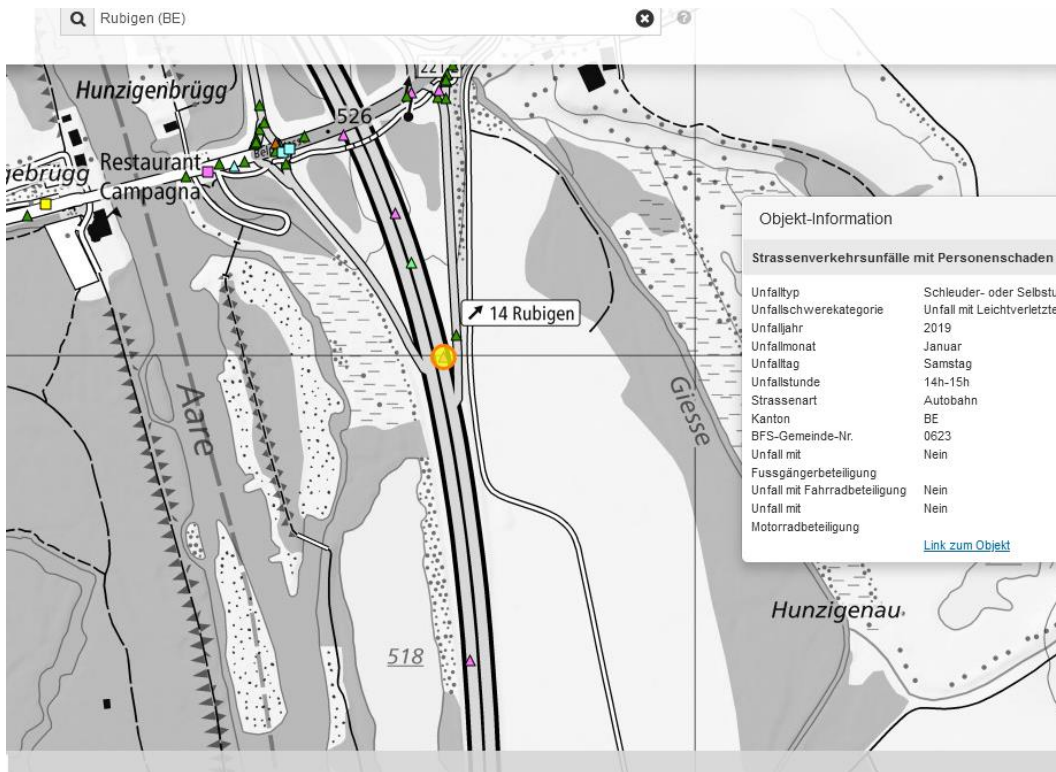 Rubigen (BE)
Hunzigenbrügg
221
526
Restaurant
Campagna
gebrügg
14 Rubigen
Aare
Giesse
518
Hunzigenau
Objekt-Information
Strassenverkehrsunfälle mit Personenschaden
Unfalltyp Schleuder- oder Selbstu
Unfallschwerekategorie Unfall mit Leichtverletzte
Unfalljahr 2019
Unfallmonat Januar
Unfalltag Samstag
Unfallstunde 14h-15h
Strassenart Autobahn
Kanton BE
BFS-Gemeinde-Nr. 0623
Unfall mit Nein
Fussgängerbeteiligung
Unfall mit Fahrradbeteiligung Nein
Unfall mit Nein
Motorradbeteiligung
Link zum Objekt